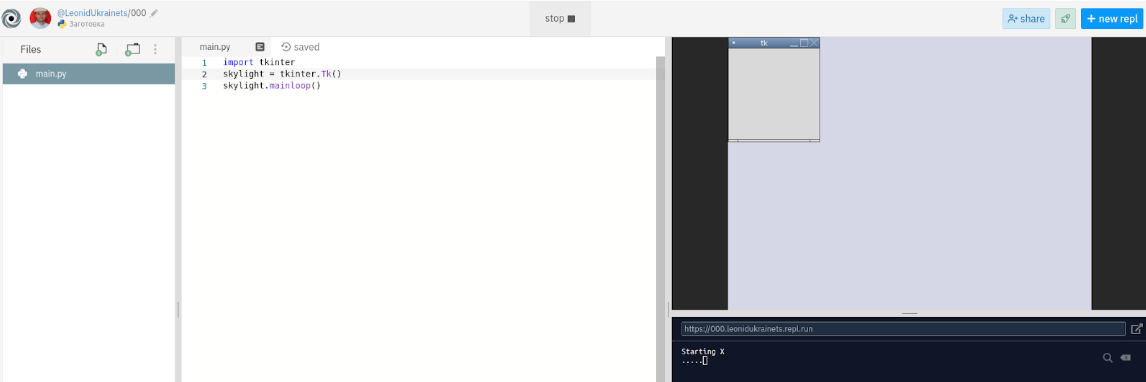 @LeonidUkrainets/000
Заготовка
stop
share
+ new repl
Files
main.py
main.py
saved
1 import tkinter
2 skylight = tkinter.Tk()
3 skylight.mainloop()
tk
https://000.leonidukrainets.repl.run
Starting X
.....